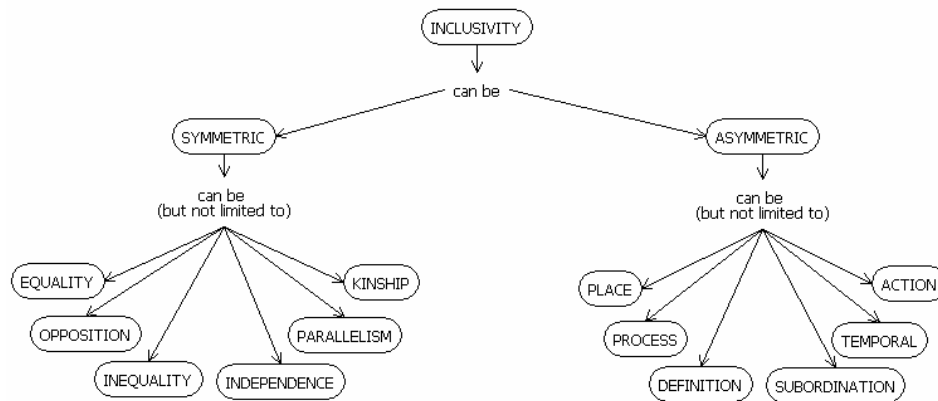 INCLUSIVITY
can be
SYMMETRIC
ASYMMETRIC
can be
(but not limited to)
can be
(but not limited to)
EQUALITY
KINSHIP
OPPOSITION
PARALLELISM
INEQUALITY
INDEPENDENCE
PLACE
ACTION
PROCESS
TEMPORAL
DEFINITION
SUBORDINATION